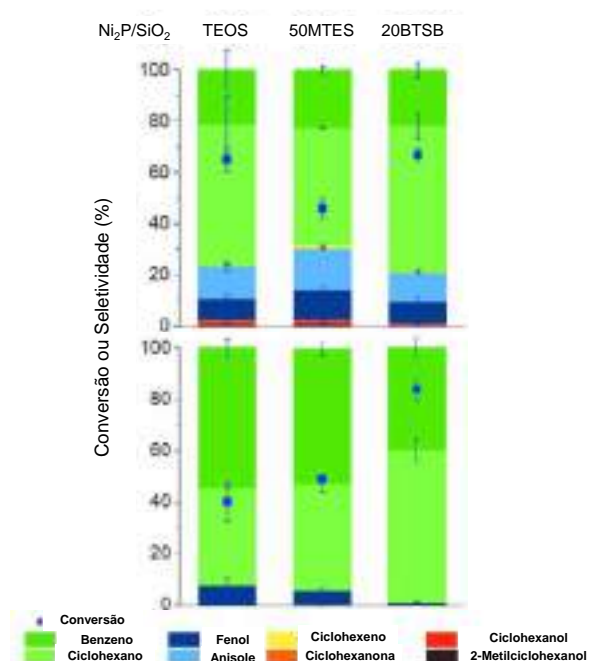 Ni₂P/SiO₂ TEOS 50MTES 20BTSB
Conversão ou Seletividade (%)
100
80
60
40
20
0
100
80
60
40
20
0
Conversão
Benzeno Fenol Ciclohexeno Ciclohexanol
Ciclohexano Anisole Ciclohexanona 2-Metilciclohexanol